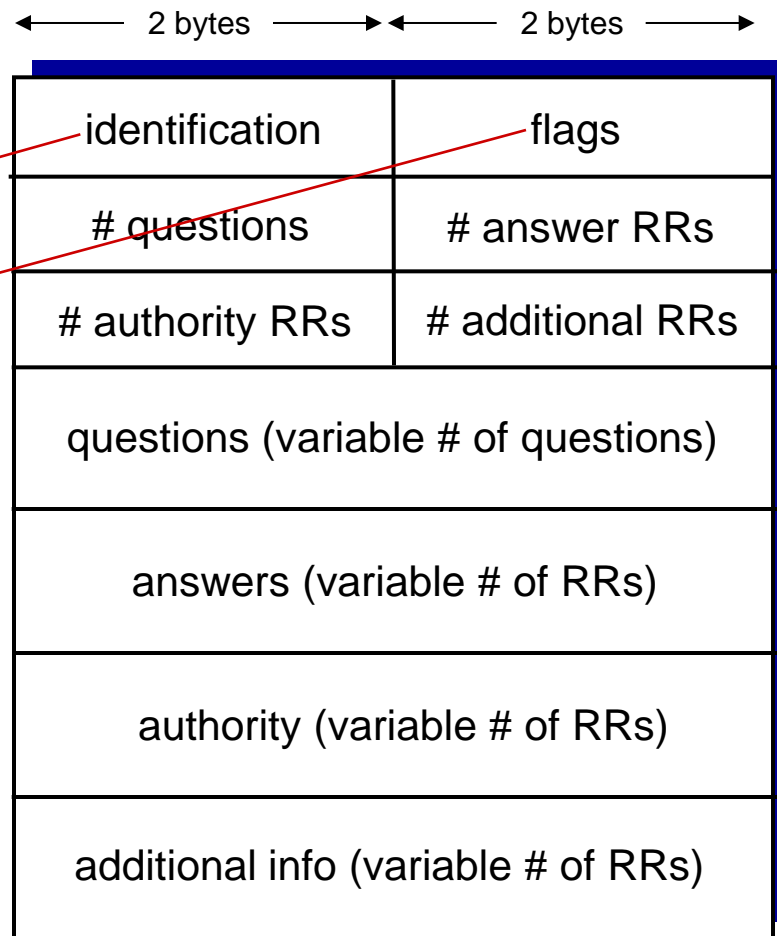 2 bytes 2 bytes
identification flags
# questions # answer RRs
# authority RRs # additional RRs
questions (variable # of questions)
answers (variable # of RRs)
authority (variable # of RRs)
additional info (variable # of RRs)